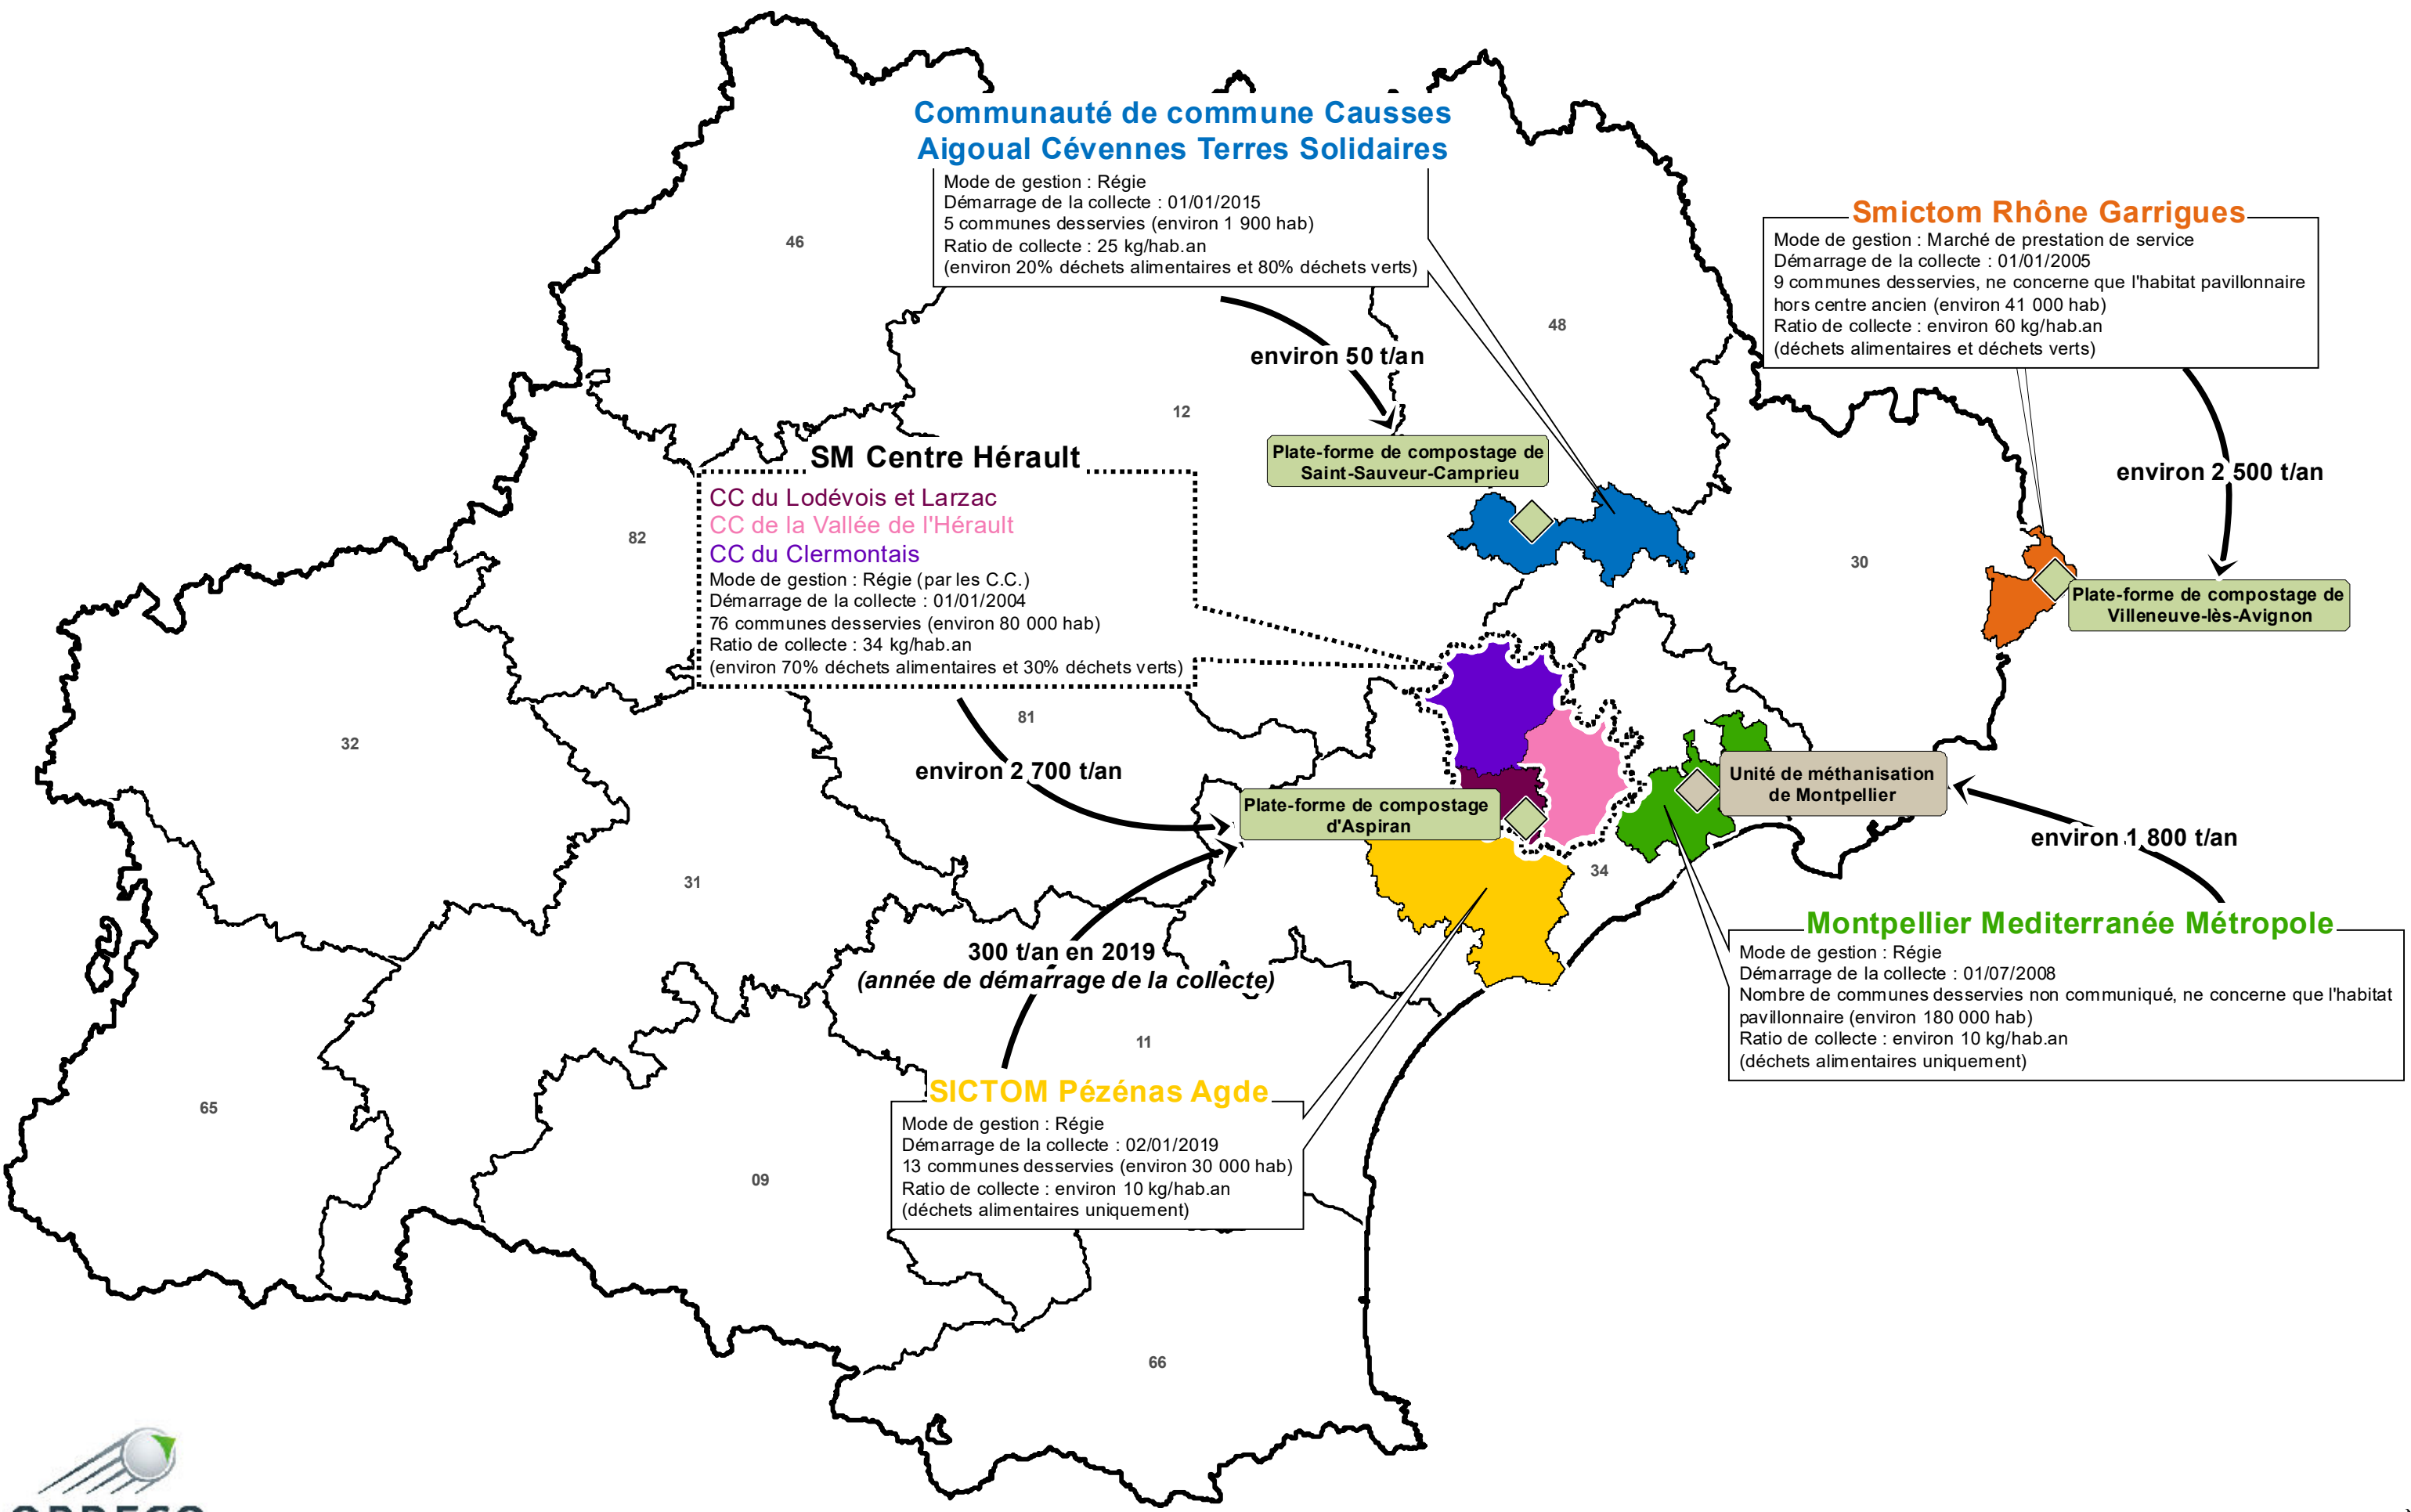 Communauté de commune Causses
Aigoual Cévennes Terres Solidaires
Mode de gestion : Régie
Démarrage de la collecte : 01/01/2015
5 communes desservies (environ 1 900 hab)
Ratio de collecte : 25 kg/hab.an
(environ 20% déchets alimentaires et 80% déchets verts)
environ 50 t/an
Plate-forme de compostage de
Saint-Sauveur-Camprieu
Smictom Rhône Garrigues
Mode de gestion : Marché de prestation de service
Démarrage de la collecte : 01/01/2005
9 communes desservies, ne concerne que l'habitat pavillonnaire
hors centre ancien (environ 41 000 hab)
Ratio de collecte : environ 60 kg/hab.an
(déchets alimentaires et déchets verts)
environ 2 500 t/an
Plate-forme de compostage de
Villeneuve-lès-Avignon
46
48
12
82
30
SM Centre Hérault
CC du Lodévois et Larzac
CC de la Vallée de l'Hérault
CC du Clermontais
Mode de gestion : Régie (par les C.C.)
Démarrage de la collecte : 01/01/2004
76 communes desservies (environ 80 000 hab)
Ratio de collecte : 34 kg/hab.an
(environ 70% déchets alimentaires et 30% déchets verts)
81
32
environ 2 700 t/an
Plate-forme de compostage
d'Aspiran
Unité de méthanisation
de Montpellier
environ 1 800 t/an
31
34
300 t/an en 2019
(année de démarrage de la collecte)
Montpellier Mediterranée Métropole
Mode de gestion : Régie
Démarrage de la collecte : 01/07/2008
Nombre de communes desservies non communiqué, ne concerne que l'habitat
pavillonnaire (environ 180 000 hab)
Ratio de collecte : environ 10 kg/hab.an
(déchets alimentaires uniquement)
11
65
09
SICTOM Pézénas Agde
Mode de gestion : Régie
Démarrage de la collecte : 02/01/2019
13 communes desservies (environ 30 000 hab)
Ratio de collecte : environ 10 kg/hab.an
(déchets alimentaires uniquement)
66